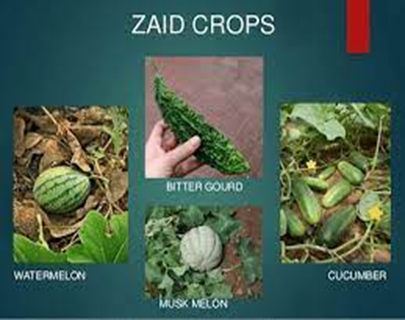 ZAID CROPS
BITTER GOURD
WATERMELON
MUSK MELON
CUCUMBER